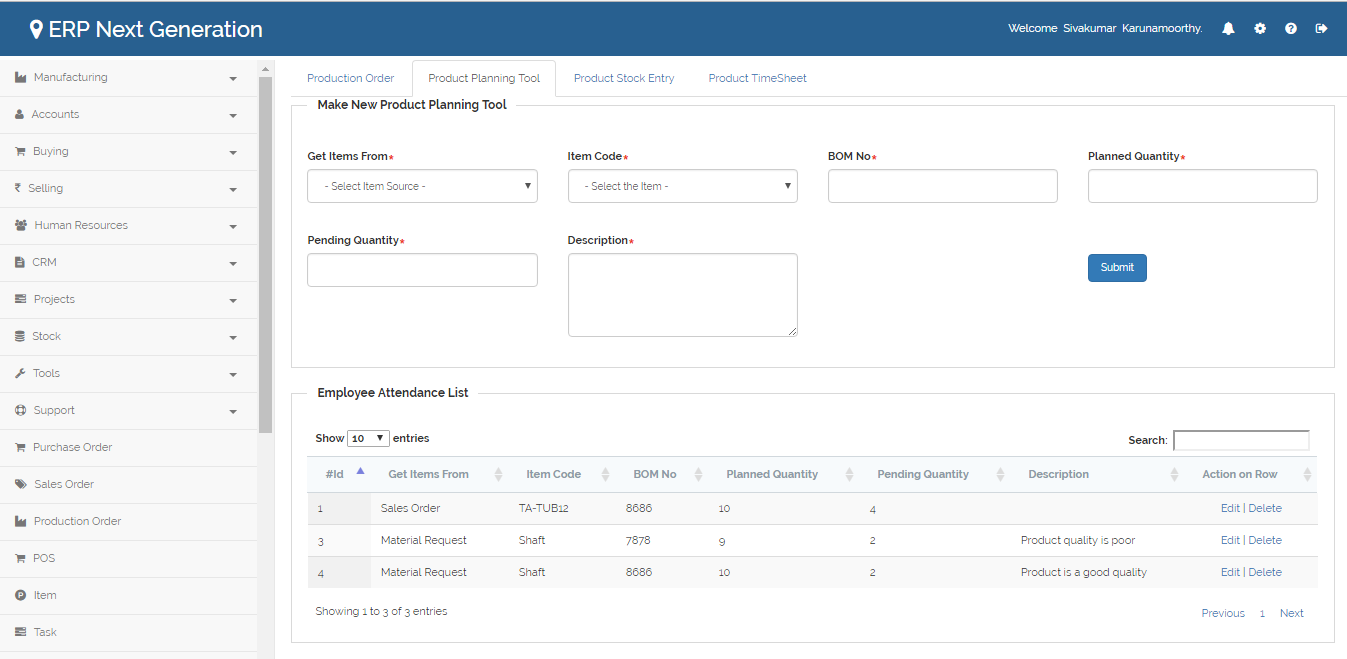 ERP Next Generation
Welcome Sivakumar Karunamoorthy.
Manufacturing
Accounts
Buying
Selling
Human Resources
CRM
Projects
Stock
Tools
Support
Purchase Order
Sales Order
Production Order
POS
Item
Task
Production Order Product Planning Tool Product Stock Entry Product TimeSheet
Make New Product Planning Tool
Get Items From* Item Code* BOM No* Planned Quantity*
- Select Item Source - - Select the Item -
Pending Quantity* Description*
Submit
Employee Attendance List
Show 10 entries Search:
#Id Get Items From Item Code BOM No Planned Quantity Pending Quantity Description Action on Row
1 Sales Order TA-TUB12 8686 10 4 Edit | Delete
3 Material Request Shaft 7878 9 2 Product quality is poor Edit | Delete
4 Material Request Shaft 8686 10 2 Product is a good quality Edit | Delete
Showing 1 to 3 of 3 entries Previous 1 Next